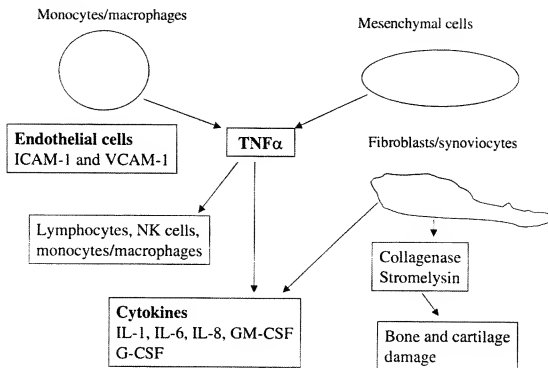 Monocytes/macrophages
Mesenchymal cells
Endothelial cells
ICAM-1 and VCAM-1
TNFα
Fibroblasts/synoviocytes
Lymphocytes, NK cells,
monocytes/macrophages
Collagenase
Stromelysin
Cytokines
IL-1, IL-6, IL-8, GM-CSF
G-CSF
Bone and cartilage
damage